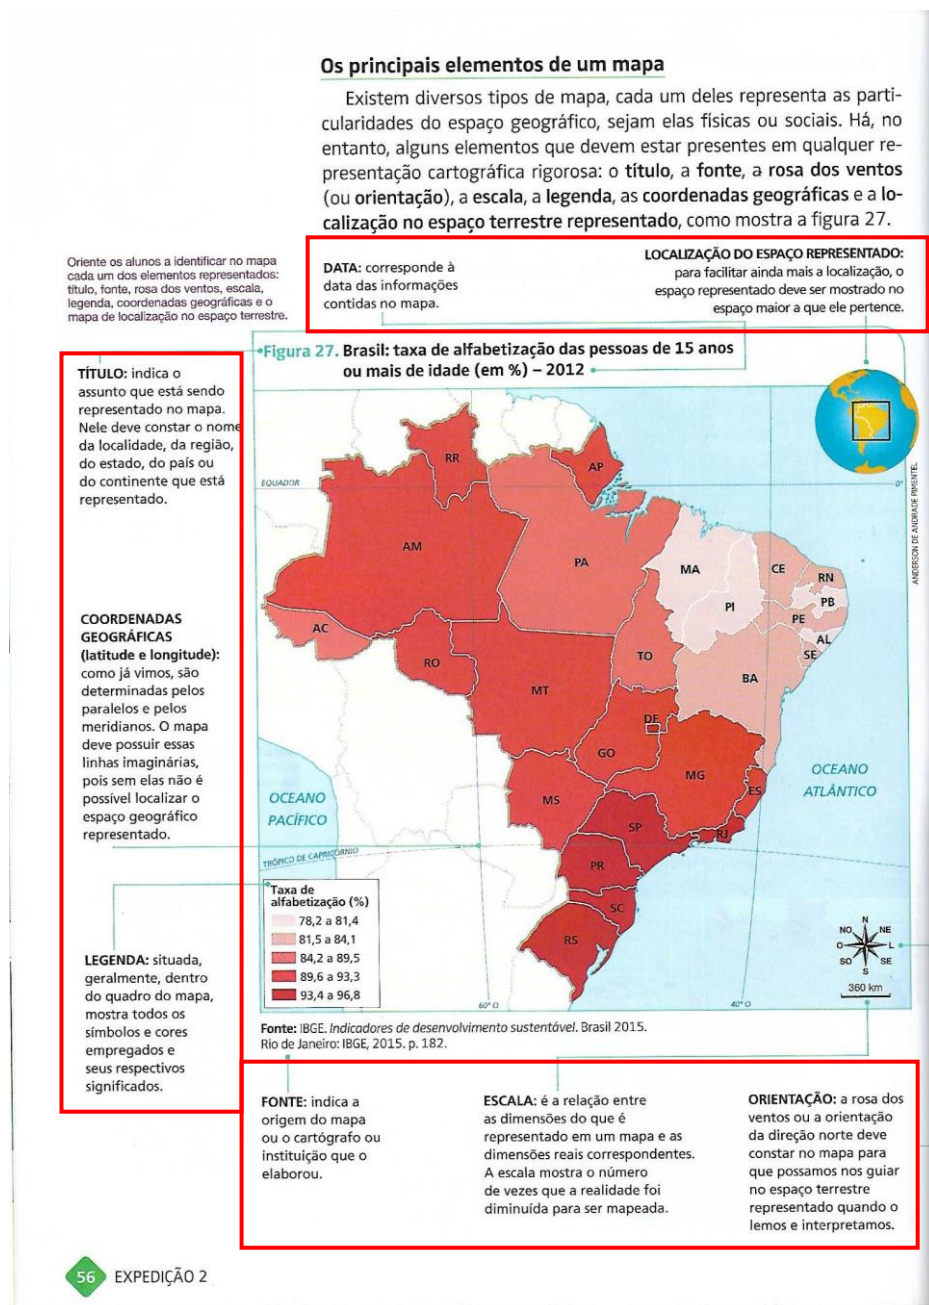 Os principais elementos de um mapa
Existem diversos tipos de mapa, cada um deles representa as parti-
cularidades do espaço geográfico, sejam elas físicas ou sociais. Há, no
entanto, alguns elementos que devem estar presentes em qualquer re-
presentação cartográfica rigorosa: o título, a fonte, a rosa dos ventos
(ou orientação), a escala, a legenda, as coordenadas geográficas e a lo-
calização no espaço terrestre representado, como mostra a figura 27.
Oriente os alunos a identificar no mapa
cada um dos elementos representados:
título, fonte, rosa dos ventos, escala,
legenda, coordenadas geográficas e o
mapa de localização no espaço terrestre.
DATA: corresponde à
data das informações
contidas no mapa.
LOCALIZAÇÃO DO ESPAÇO REPRESENTADO:
para facilitar ainda mais a localização, o
espaço representado deve ser mostrado no
espaço maior a que ele pertence.
TÍTULO: indica o
assunto que está sendo
representado no mapa.
Nele deve constar o nome
da localidade, da região,
do estado, do país ou
do continente que está
representado.
COORDENADAS
GEOGRÁFICAS
(latitude e longitude):
como já vimos, são
determinadas pelos
paralelos e pelos
meridianos. O mapa
deve possuir essas
linhas imaginárias,
pois sem elas não é
possível localizar o
espaço geográfico
representado.
LEGENDA: situada,
geralmente, dentro
do quadro do mapa,
mostra todos os
símbolos e cores
empregados e
seus respectivos
significados.
Figura 27. Brasil: taxa de alfabetização das pessoas de 15 anos
ou mais de idade (em %) – 2012
EQUADOR
0°
RR
AP
AM
PA
MA
CE
RN
PB
PI
PE
AL
SE
AC
RO
TO
BA
MT
DF
GO
MG
ES
MS
SP
RJ
PR
SC
RS
OCEANO
PACÍFICO
OCEANO
ATLÂNTICO
TRÓPICO DE CAPRICÓRNIO
Taxa de
alfabetização (%)
78,2 a 81,4
81,5 a 84,1
84,2 a 89,5
89,6 a 93,3
93,4 a 96,8
N
NO NE
O L
SO SE
S
360 km
60° O
40° O
ANDERSON DE ANDRADE PIMENTEL
Fonte: IBGE. Indicadores de desenvolvimento sustentável. Brasil 2015.
Rio de Janeiro: IBGE, 2015. p. 182.
FONTE: indica a
origem do mapa
ou o cartógrafo ou
instituição que o
elaborou.
ESCALA: é a relação entre
as dimensões do que é
representado em um mapa e as
dimensões reais correspondentes.
A escala mostra o número
de vezes que a realidade foi
diminuída para ser mapeada.
ORIENTAÇÃO: a rosa dos
ventos ou a orientação
da direção norte deve
constar no mapa para
que possamos nos guiar
no espaço terrestre
representado quando o
lemos e interpretamos.
56 EXPEDIÇÃO 2